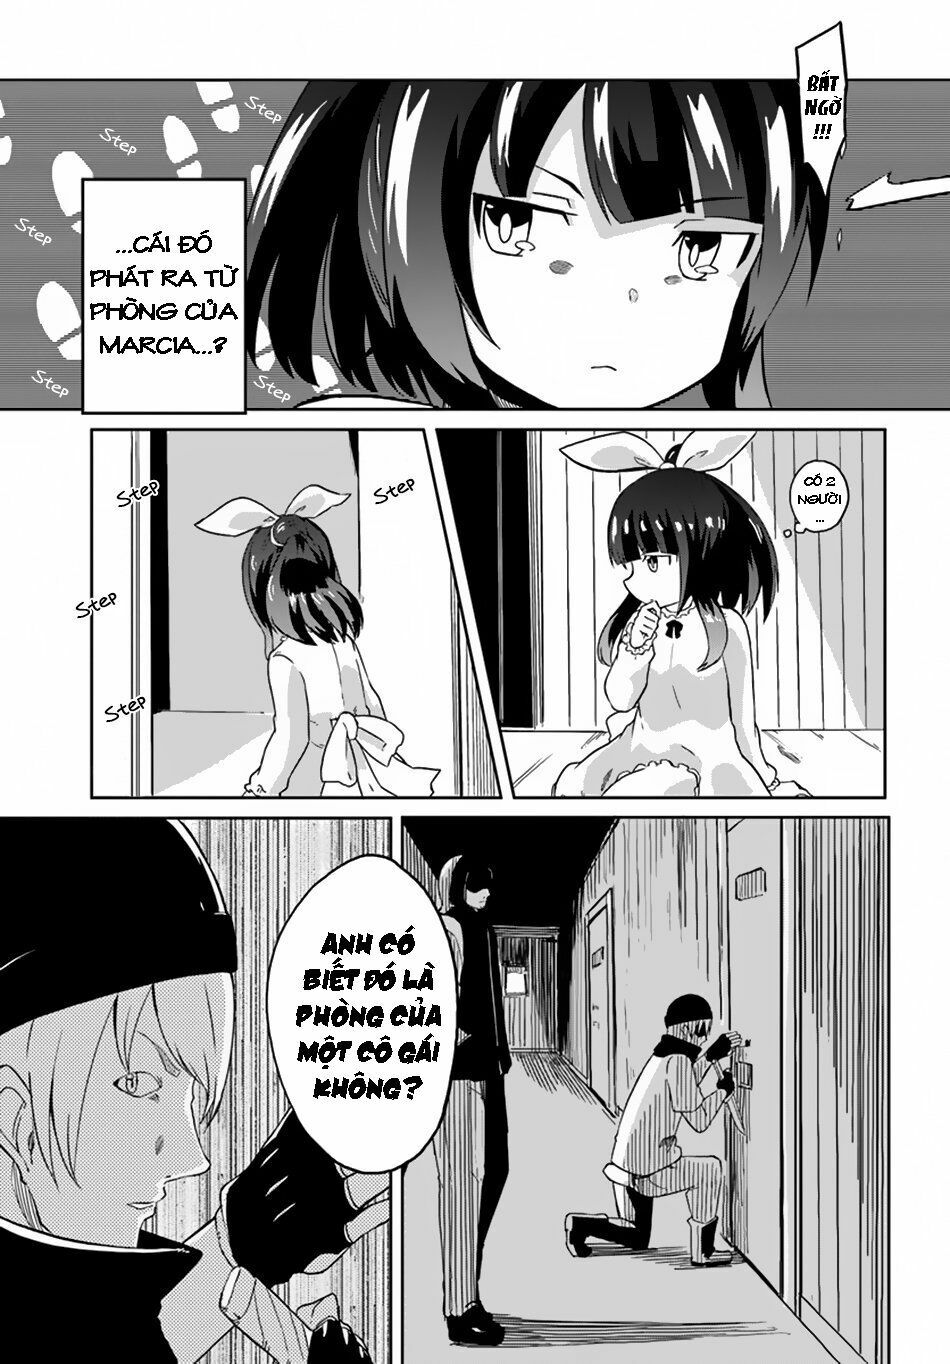 BẤT
NGỜ
!!!
Step
Step
Step
Step
Step
...CÁI ĐÓ
PHÁT RA TỪ
PHÒNG CỦA
MARCIA...?
Step
Step
Step
Step
CÓ 2
NGƯỜI
...
ANH CÓ
BIẾT ĐÓ LÀ
PHÒNG CỦA
MỘT CÔ GÁI
KHÔNG?